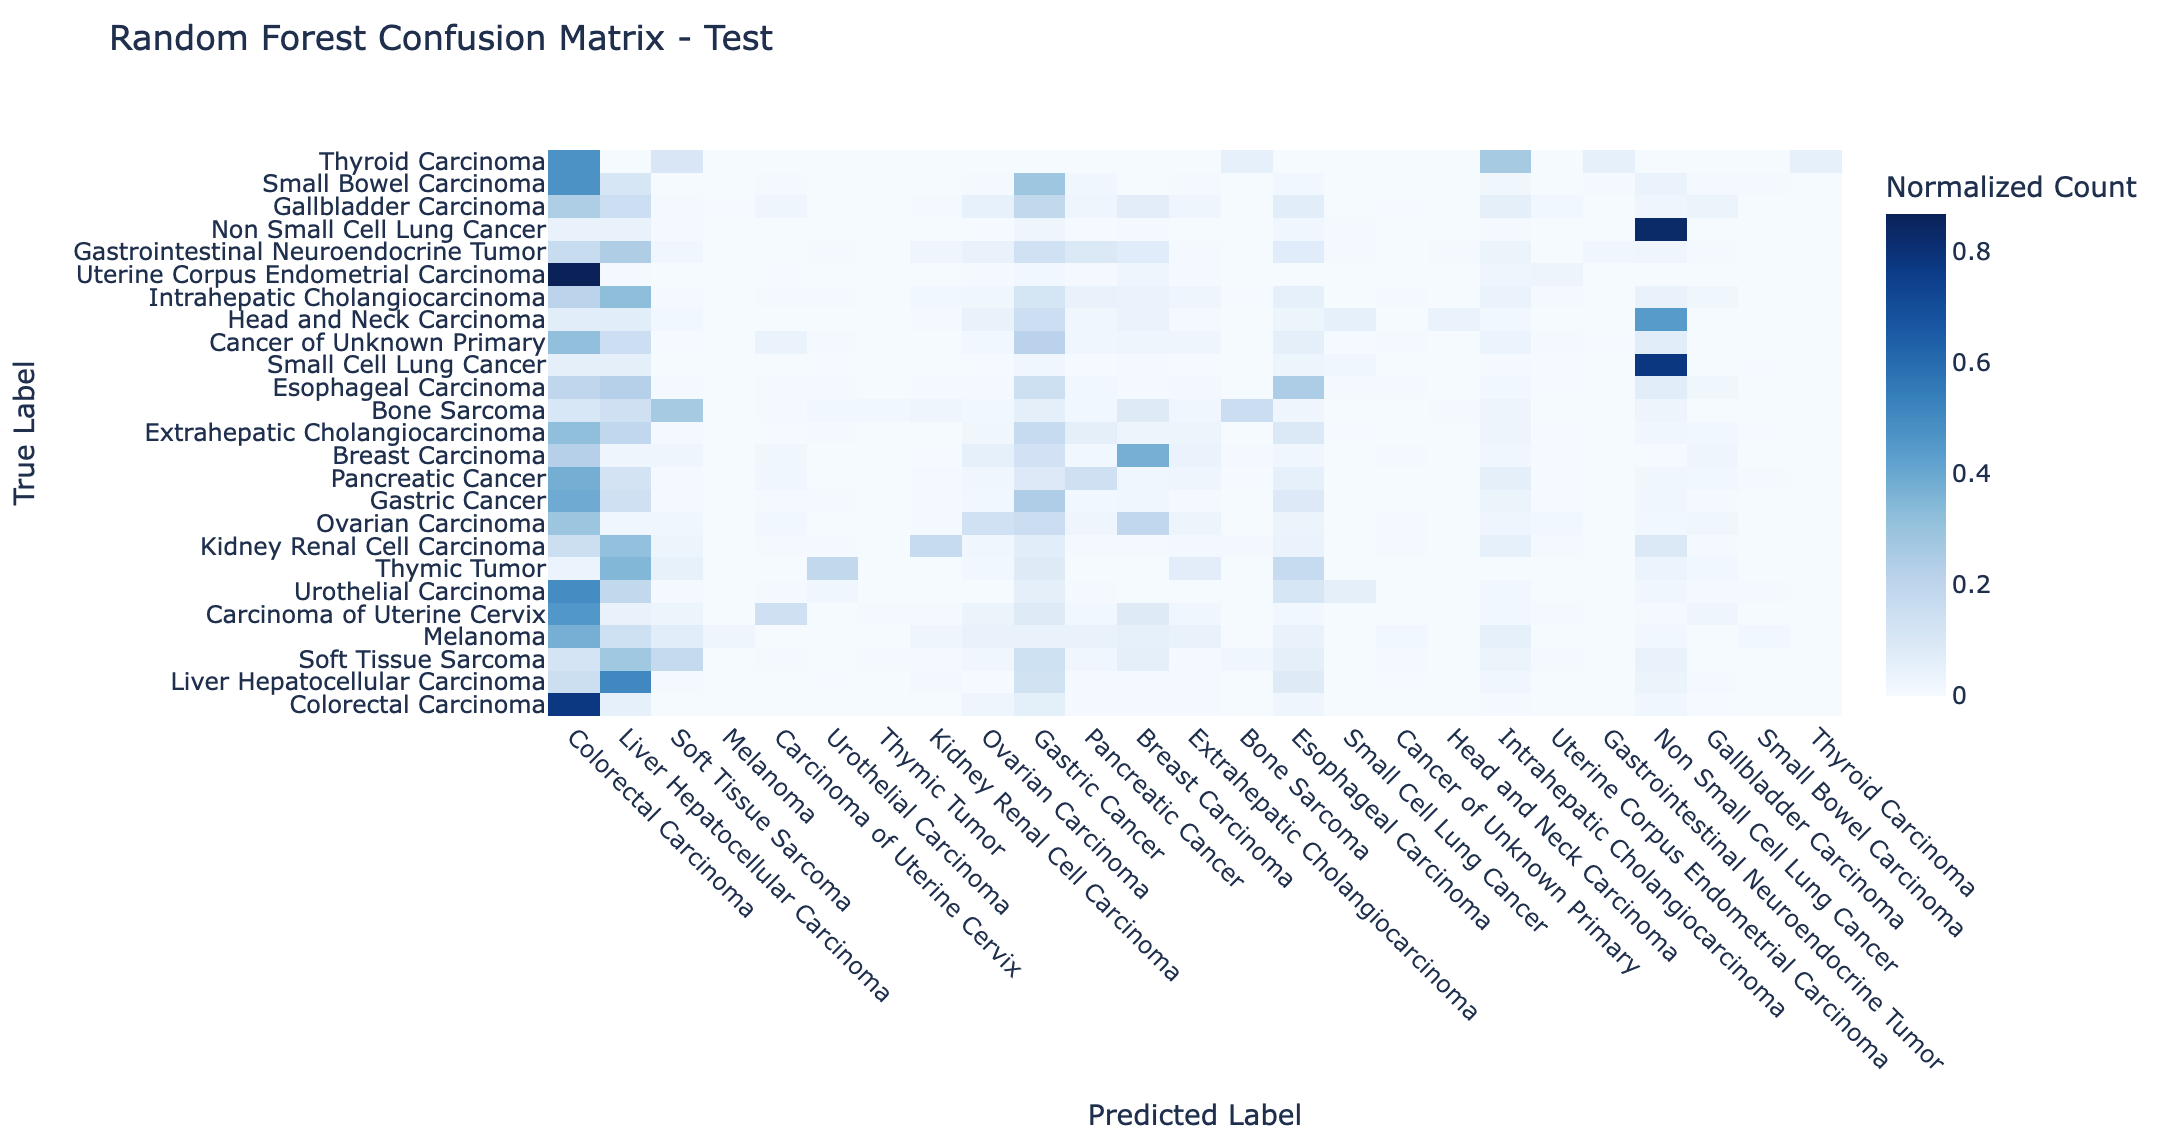 Random Forest Confusion Matrix - Test
True Label
Thyroid Carcinoma
Small Bowel Carcinoma
Gallbladder Carcinoma
Non Small Cell Lung Cancer
Gastrointestinal Neuroendocrine Tumor
Uterine Corpus Endometrial Carcinoma
Intrahepatic Cholangiocarcinoma
Head and Neck Carcinoma
Cancer of Unknown Primary
Small Cell Lung Cancer
Esophageal Carcinoma
Bone Sarcoma
Extrahepatic Cholangiocarcinoma
Breast Carcinoma
Pancreatic Cancer
Gastric Cancer
Ovarian Carcinoma
Kidney Renal Cell Carcinoma
Thymic Tumor
Urothelial Carcinoma
Carcinoma of Uterine Cervix
Melanoma
Soft Tissue Sarcoma
Liver Hepatocellular Carcinoma
Colorectal Carcinoma
Colorectal Carcinoma
Liver Hepatocellular Carcinoma
Soft Tissue Sarcoma
Melanoma
Carcinoma of Uterine Cervix
Urothelial Carcinoma
Thymic Tumor
Kidney Renal Cell Carcinoma
Ovarian Carcinoma
Gastric Cancer
Pancreatic Cancer
Breast Carcinoma
Extrahepatic Cholangiocarcinoma
Bone Sarcoma
Esophageal Carcinoma
Small Cell Lung Cancer
Cancer of Unknown Primary
Head and Neck Carcinoma
Intrahepatic Cholangiocarcinoma
Uterine Corpus Endometrial Carcinoma
Gastrointestinal Neuroendocrine Tumor
Non Small Cell Lung Cancer
Gallbladder Carcinoma
Small Bowel Carcinoma
Thyroid Carcinoma
Predicted Label
Normalized Count
0.8
0.6
0.4
0.2
0